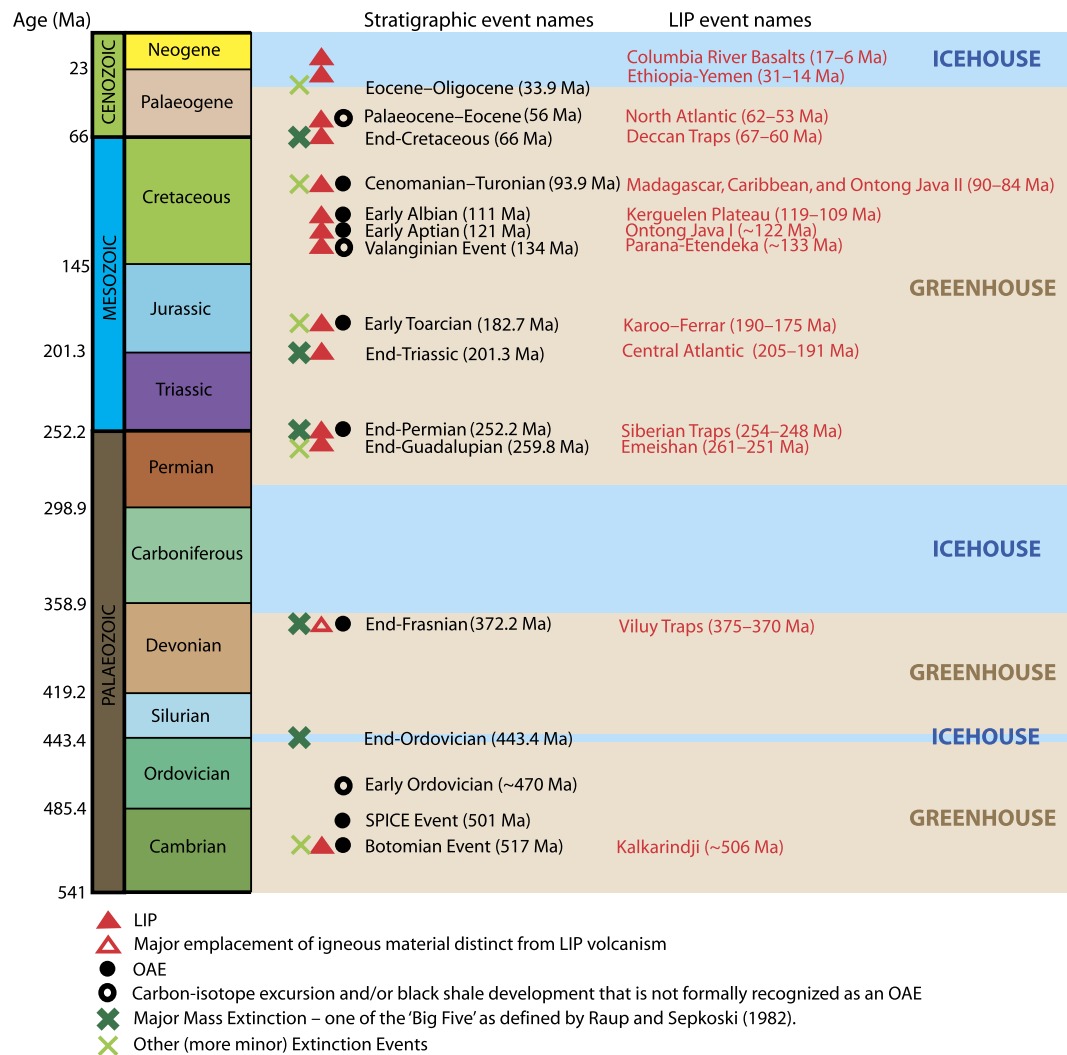 Age (Ma) Stratigraphic event names LIP event names
CENOZOIC
Neogene
Columbia River Basalts (17–6 Ma)
ICEHOUSE
23
Ethiopia-Yemen (31–14 Ma)
Eocene–Oligocene (33.9 Ma)
Palaeogene
Palaeocene–Eocene (56 Ma) North Atlantic (62–53 Ma)
66
End-Cretaceous (66 Ma) Deccan Traps (67–60 Ma)
MESOZOIC
Cenomanian–Turonian (93.9 Ma) Madagascar, Caribbean, and Ontong Java II (90–84 Ma)
Cretaceous
Early Albian (111 Ma) Kerguelen Plateau (119–109 Ma)
Early Aptian (121 Ma) Ontong Java I (~122 Ma)
Valanginian Event (134 Ma) Parana-Etendeka (~133 Ma)
145
GREENHOUSE
Jurassic
Early Toarcian (182.7 Ma) Karoo–Ferrar (190–175 Ma)
201.3
End-Triassic (201.3 Ma) Central Atlantic (205–191 Ma)
Triassic
252.2
End-Permian (252.2 Ma) Siberian Traps (254–248 Ma)
End-Guadalupian (259.8 Ma) Emeishan (261–251 Ma)
PALAEOZOIC
Permian
298.9
Carboniferous
ICEHOUSE
358.9
End-Frasnian (372.2 Ma) Viluy Traps (375–370 Ma)
Devonian
GREENHOUSE
419.2
Silurian
443.4
End-Ordovician (443.4 Ma)
ICEHOUSE
Ordovician
Early Ordovician (~470 Ma)
485.4
SPICE Event (501 Ma)
GREENHOUSE
Cambrian
Botomian Event (517 Ma) Kalkarindji (~506 Ma)
541
LIP
Major emplacement of igneous material distinct from LIP volcanism
OAE
Carbon-isotope excursion and/or black shale development that is not formally recognized as an OAE
Major Mass Extinction – one of the 'Big Five' as defined by Raup and Sepkoski (1982).
Other (more minor) Extinction Events